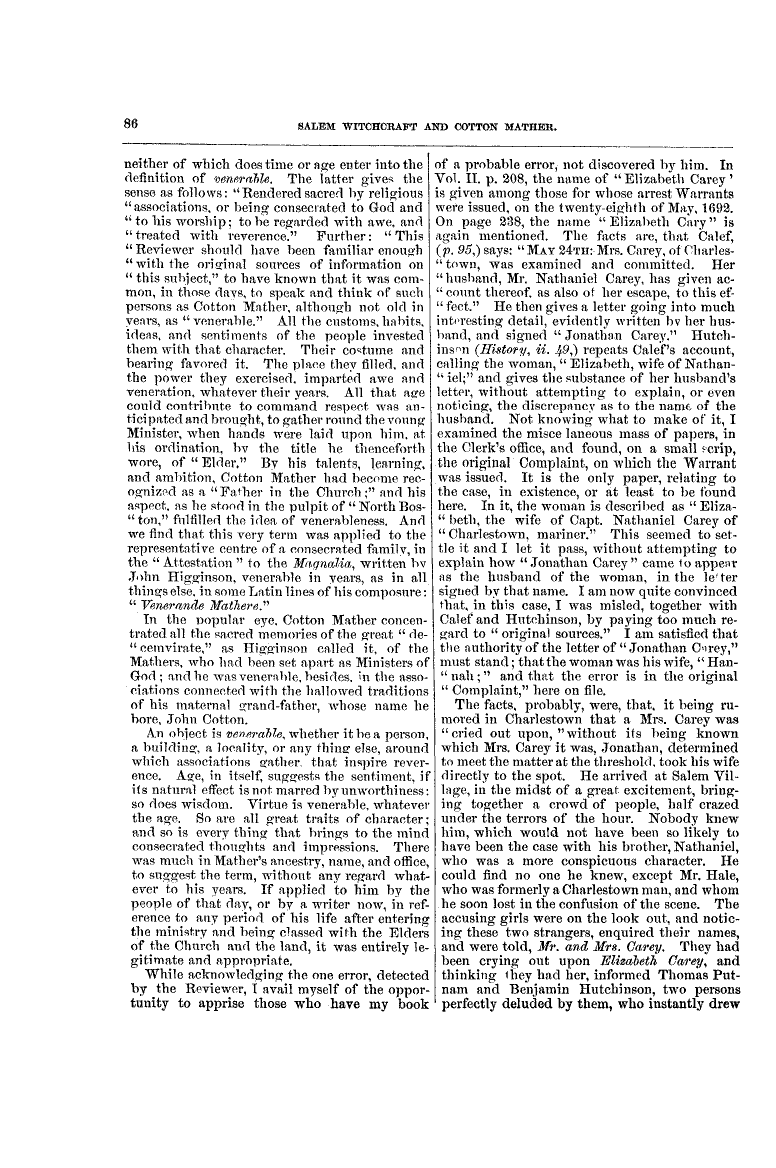 86
SALEM WITCHCRAFT AND COTTON MATHER.
neither of which does time or age enter into the
definition of venerable. The latter gives the
sense as follows: "Rendered sacred by religious
"associations, or being consecrated to God and
"to his worship; to be regarded with awe, and
"treated with reverence." Further: "This
"Reviewer should have been familiar enough
"with the original sources of information on
"this subject," to have known that it was com-
mon, in those days, to speak and think of such
persons as Cotton Mather, although not old in
years, as "venerable." All the customs, habits,
ideas, and sentiments of the people invested
them with that character. Their costume and
bearing favored it. The place they filled, and
the power they exercised, imparted awe and
veneration, whatever their years. All that age
could contribute to command respect was an-
ticipated and brought, to gather round the young
Minister, when hands were laid upon him, at
his ordination, by the title he thenceforth
wore, of "Elder." By his talents, learning,
and ambition, Cotton Mather had become rec-
ognized as a "Father in the Church;" and his
aspect, as he stood in the pulpit of "North Bos-
"ton," fulfilled the idea of venerableness. And
we find that this very term was applied to the
representative centre of a consecrated family, in
the "Attestation" to the Magnalia, written by
John Higginson, venerable in years, as in all
things else, in some Latin lines of his composure:
"Venerande Mathere."
In the popular eye, Cotton Mather concen-
trated all the sacred memories of the great "de-
"cemvirate," as Higginson called it, of the
Mathers, who had been set apart as Ministers of
God; and he was venerable, besides, in the asso-
ciations connected with the hallowed traditions
of his maternal grand-father, whose name he
bore, John Cotton.
An object is venerable, whether it be a person,
a building, a locality, or any thing else, around
which associations gather, that inspire rever-
ence. Age, in itself, suggests the sentiment, if
its natural effect is not marred by unworthiness:
so does wisdom. Virtue is venerable, whatever
the age. So are all great traits of character;
and so is every thing that brings to the mind
consecrated thoughts and impressions. There
was much in Mather's ancestry, name, and office,
to suggest the term, without any regard what-
ever to his years. If applied to him by the
people of that day, or by a writer now, in ref-
erence to any period of his life after entering
the ministry and being classed with the Elders
of the Church and the land, it was entirely le-
gitimate and appropriate.
While acknowledging the one error, detected
by the Reviewer, I avail myself of the oppor-
tunity to apprise those who have my book
of a probable error, not discovered by him. In
Vol. II. p. 208, the name of "Elizabeth Carey'
is given among those for whose arrest Warrants
were issued, on the twenty-eighth of May, 1692.
On page 238, the name "Elizabeth Cary" is
again mentioned. The facts are, that Calef,
(p. 95,) says: "MAY 24TH: Mrs. Carey, of Charles-
"town, was examined and committed. Her
"husband, Mr. Nathaniel Carey, has given ac-
"count thereof, as also of her escape, to this ef-
"fect." He then gives a letter going into much
interesting detail, evidently written by her hus-
band, and signed "Jonathan Carey." Hutch-
inson (History, ii. 49,) repeats Calef's account,
calling the woman, "Elizabeth, wife of Nathan-
"iel;" and gives the substance of her husband's
letter, without attempting to explain, or even
noticing, the discrepancy as to the name of the
husband. Not knowing what to make of it, I
examined the misce laneous mass of papers, in
the Clerk's office, and found, on a small scrip,
the original Complaint, on which the Warrant
was issued. It is the only paper, relating to
the case, in existence, or at least to be found
here. In it, the woman is described as "Eliza-
"beth, the wife of Capt. Nathaniel Carey of
"Charlestown, mariner." This seemed to set-
tle it and I let it pass, without attempting to
explain how "Jonathan Carey" came to appear
as the husband of the woman, in the letter
signed by that name. I am now quite convinced
that, in this case, I was misled, together with
Calef and Hutchinson, by paying too much re-
gard to "original sources." I am satisfied that
the authority of the letter of "Jonathan Carey,"
must stand; that the woman was his wife, "Han-
"nah;" and that the error is in the original
"Complaint," here on file.
The facts, probably, were, that, it being ru-
mored in Charlestown that a Mrs. Carey was
"cried out upon, "without its being known
which Mrs. Carey it was, Jonathan, determined
to meet the matter at the threshold, took his wife
directly to the spot. He arrived at Salem Vil-
lage, in the midst of a great excitement, bring-
ing together a crowd of people, half crazed
under the terrors of the hour. Nobody knew
him, which would not have been so likely to
have been the case with his brother, Nathaniel,
who was a more conspicuous character. He
could find no one he knew, except Mr. Hale,
who was formerly a Charlestown man, and whom
he soon lost in the confusion of the scene. The
accusing girls were on the look out, and notic-
ing these two strangers, enquired their names,
and were told, Mr. and Mrs. Carey. They had
been crying out upon Elizabeth Carey, and
thinking they had her, informed Thomas Put-
nam and Benjamin Hutchinson, two persons
perfectly deluded by them, who instantly drew